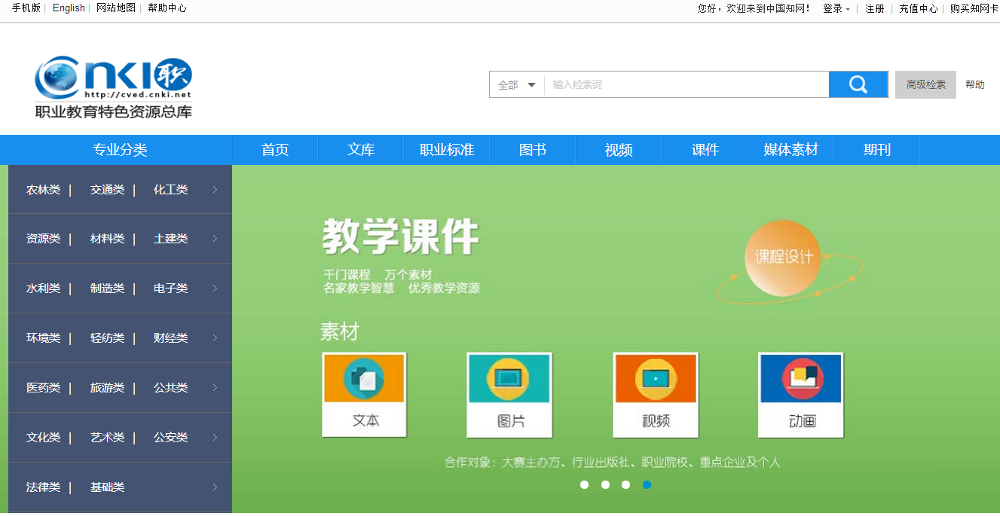 手机版| English| 网站地图| 帮助中心
您好，欢迎来到中国知网！ 登录 | 注册 | 充值中心| 购买知网卡
cnki职
http://cved.cnki.net
职业教育特色资源总库
全部 输入检索词 高级检索 帮助
专业分类 首页 文库 职业标准 图书 视频 课件 媒体素材 期刊
农林类 | 交通类 | 化工类
资源类 | 材料类 | 土建类
水利类 | 制造类 | 电子类
环境类 | 轻纺类 | 财经类
医药类 | 旅游类 | 公共类
文化类 | 艺术类 | 公安类
法律类 | 基础类
教学课件
千门课程 万个素材
名家教学智慧 优秀教学资源
课程设计
素材
文本 图片 视频 动画
合作对象：大赛主办方、行业出版社、职业院校、重点企业及个人